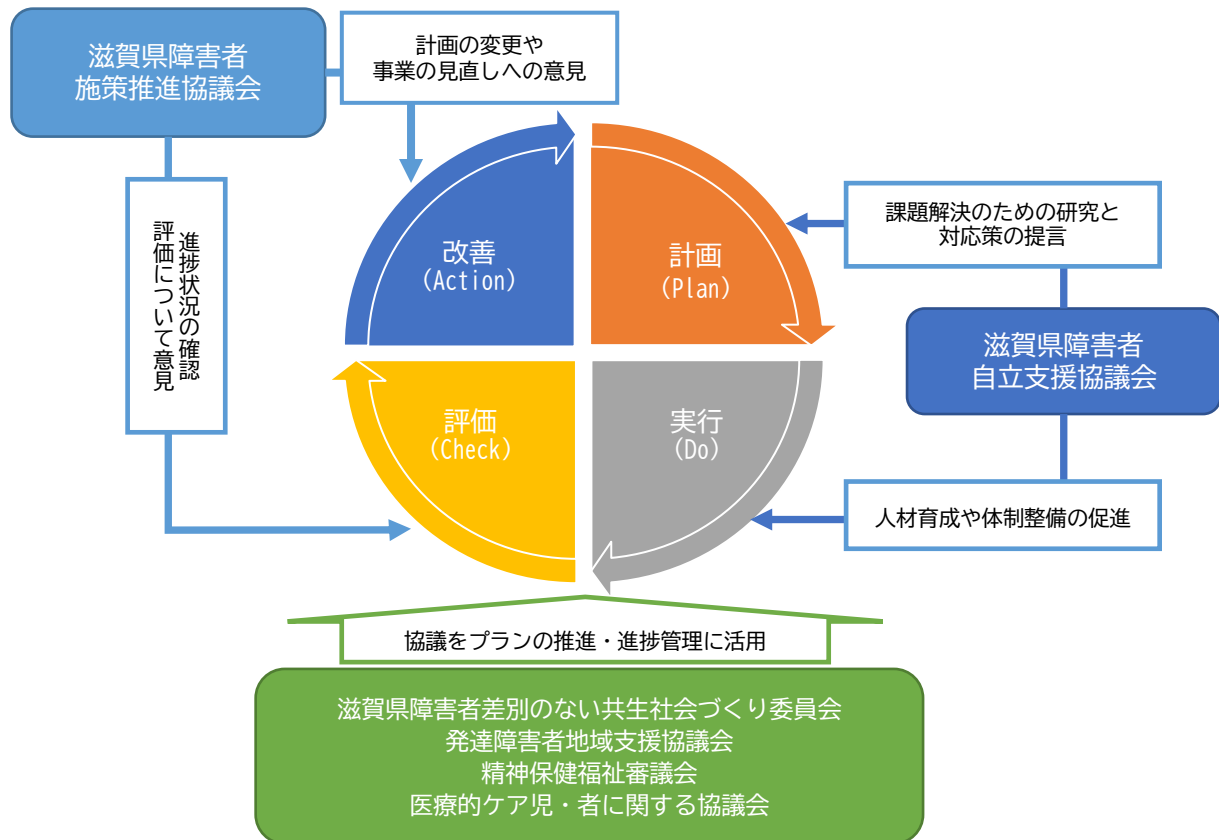 滋賀県障害者
施策推進協議会
計画の変更や
事業の見直しへの意見
進捗状況の確認
評価について意見
改善
(Action)
計画
(Plan)
課題解決のための研究と
対応策の提言
滋賀県障害者
自立支援協議会
評価
(Check)
実行
(Do)
人材育成や体制整備の促進
協議をプランの推進・進捗管理に活用
滋賀県障害者差別のない共生社会づくり委員会
発達障害者地域支援協議会
精神保健福祉審議会
医療的ケア児・者に関する協議会